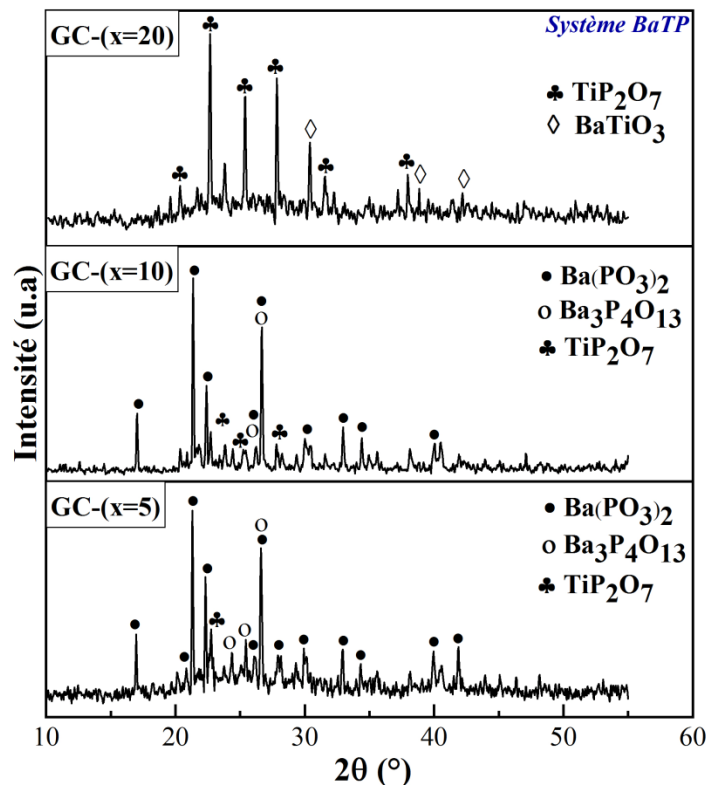 GC-(x=20)
Système BaTP
♣ TiP₂O₇
◊ BaTiO₃
GC-(x=10)
● Ba(PO₃)₂
o Ba₃P₄O₁₃
♣ TiP₂O₇
GC-(x=5)
● Ba(PO₃)₂
o Ba₃P₄O₁₃
♣ TiP₂O₇
Intensité (u.a)
10 20 30 40 50 60
2θ (°)